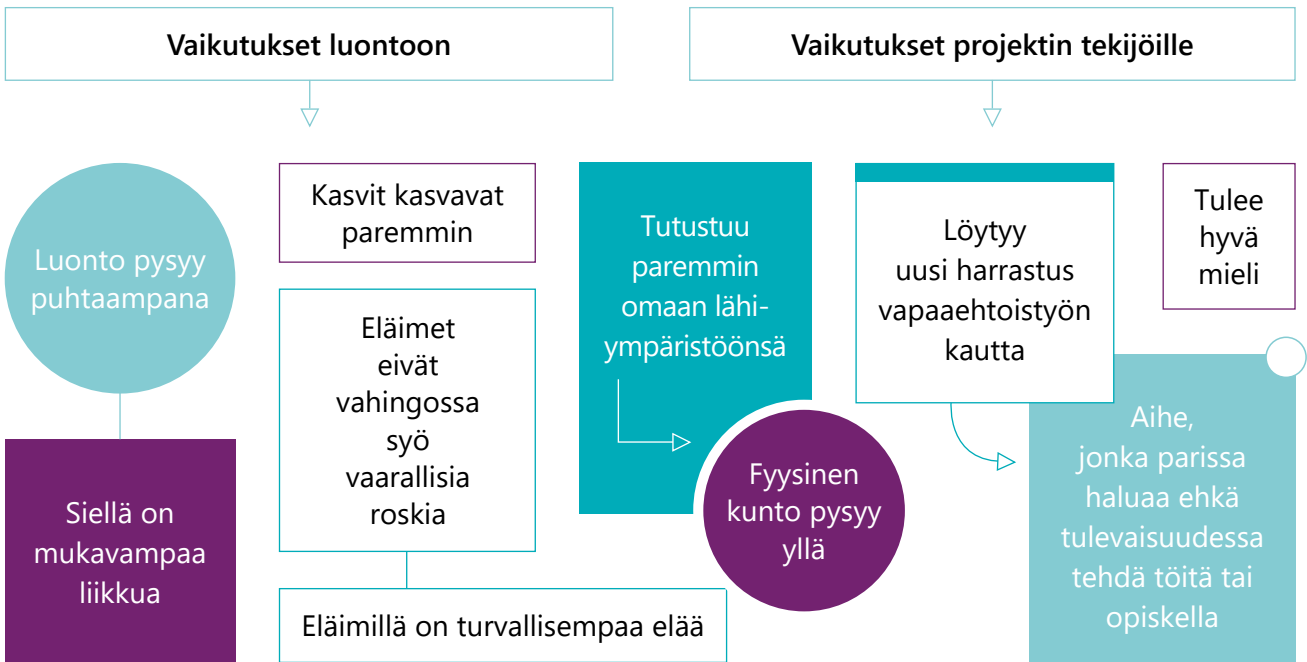 Vaikutukset luontoon
Vaikutukset projektin tekijöille
Luonto pysyy
puhtaampana
Siellä on
mukavampaa
liikkua
Kasvit kasvavat
paremmin
Eläimet
eivät
vahingossa
syö
vaarallisia
roskia
Eläimillä on turvallisempaa elää
Tutustuu
paremmin
omaan lähi-
ympäristöönsä
Fyysinen
kunto pysyy
yllä
Löytyy
uusi harrastus
vapaaehtoistyön
kautta
Aihe,
jonka parissa
haluaa ehkä
tulevaisuudessa
tehdä töitä tai
opiskella
Tulee
hyvä
mieli